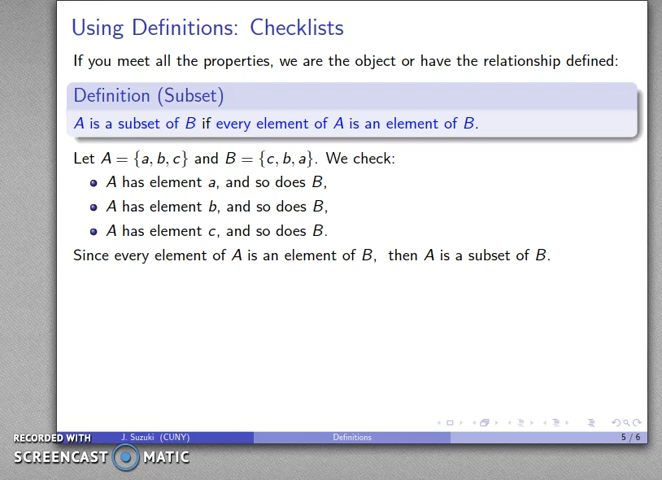 Using Definitions: Checklists
If you meet all the properties, we are the object or have the relationship defined:
Definition (Subset)
A is a subset of B if every element of A is an element of B.
Let A = {a, b, c} and B = {c, b, a}. We check:
A has element a, and so does B,
A has element b, and so does B,
A has element c, and so does B.
Since every element of A is an element of B, then A is a subset of B.
RECORDED WITH
J. Suzuki (CUNY) Definitions 5 / 6
SCREENCAST MATIC